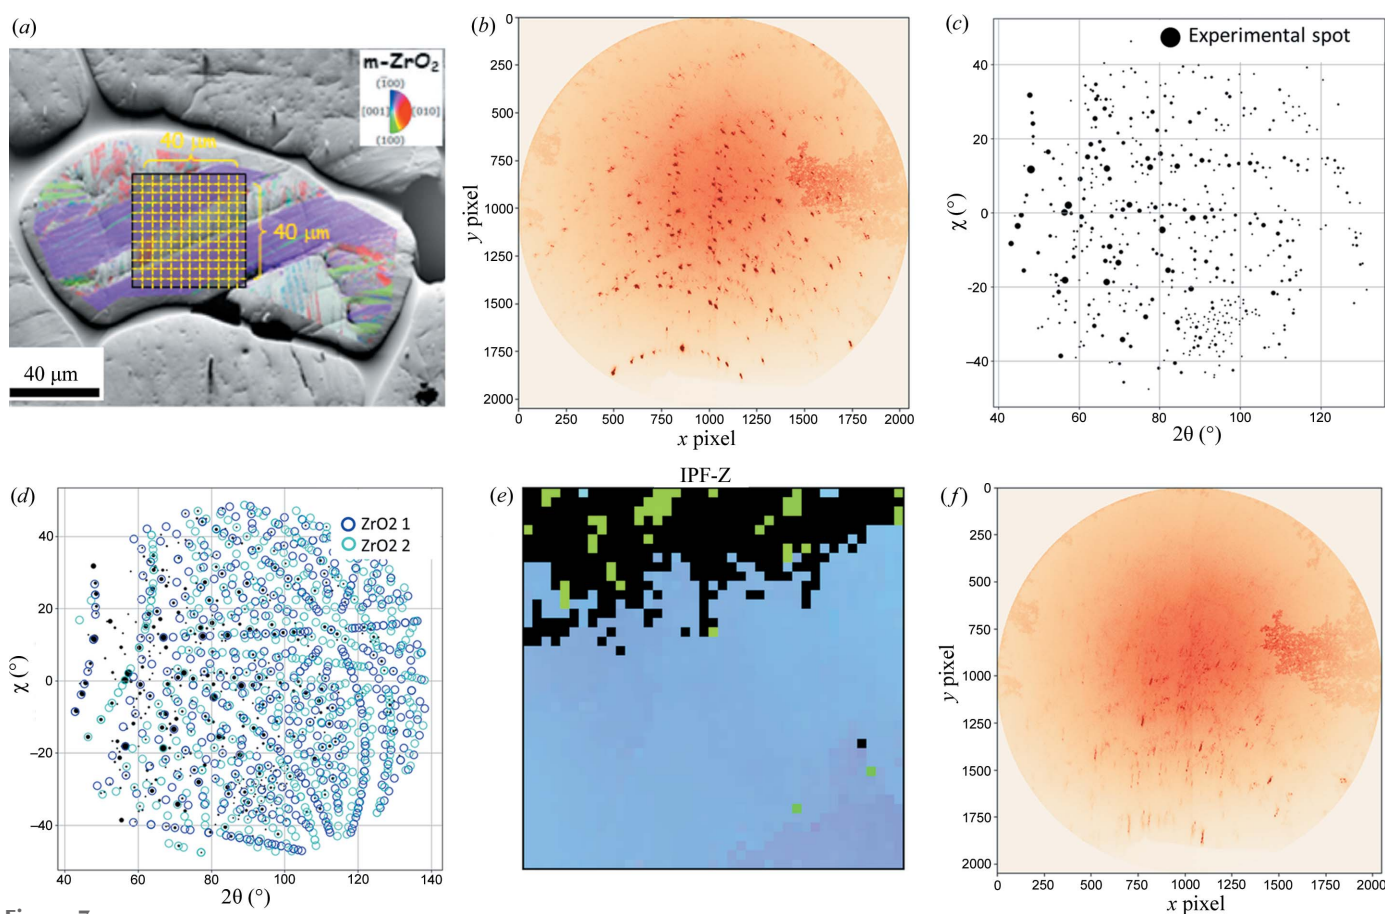 (a)
m-ZrO₂
(1̅00)
[001]
[010]
(100)
40 μm
40 μm
40 μm
(b)
0
250
500
750
1000
1250
1500
1750
2000
y pixel
0
250
500
750
1000
1250
1500
1750
2000
x pixel
(c)
Experimental spot
40
20
0
−20
−40
χ (°)
40
60
80
100
120
2θ (°)
(d)
ZrO2 1
ZrO2 2
40
20
0
−20
−40
χ (°)
40
60
80
100
120
140
2θ (°)
(e)
IPF-Z
(f)
0
250
500
750
1000
1250
1500
1750
2000
y pixel
0
250
500
750
1000
1250
1500
1750
2000
x pixel